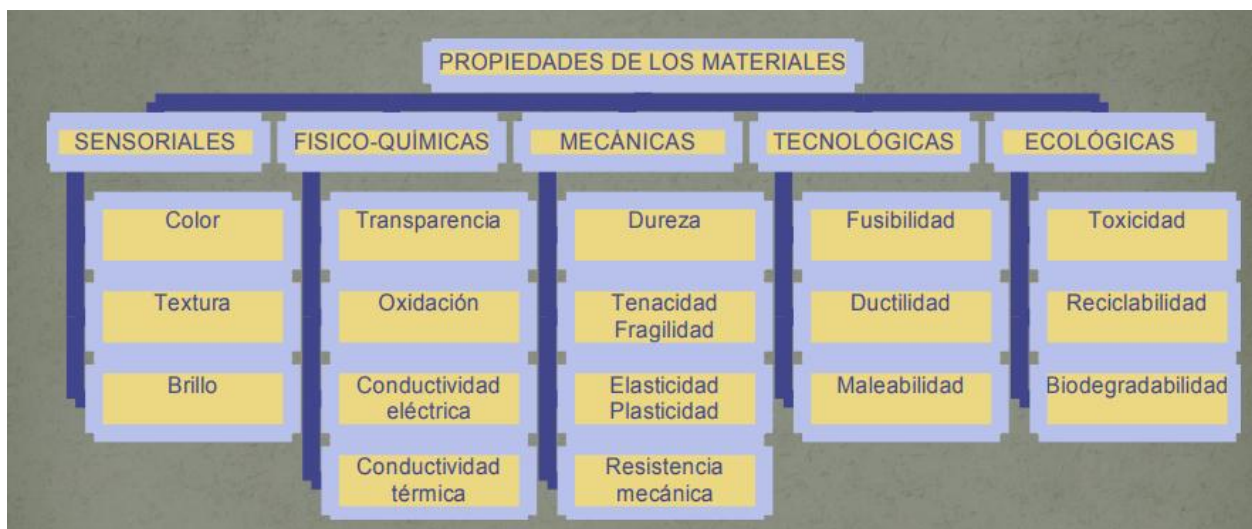 PROPIEDADES DE LOS MATERIALES
SENSORIALES
Color
Textura
Brillo
FISICO-QUÍMICAS
Transparencia
Oxidación
Conductividad
eléctrica
Conductividad
térmica
MECÁNICAS
Dureza
Tenacidad
Fragilidad
Elasticidad
Plasticidad
Resistencia
mecánica
TECNOLÓGICAS
Fusibilidad
Ductilidad
Maleabilidad
ECOLÓGICAS
Toxicidad
Reciclabilidad
Biodegradabilidad